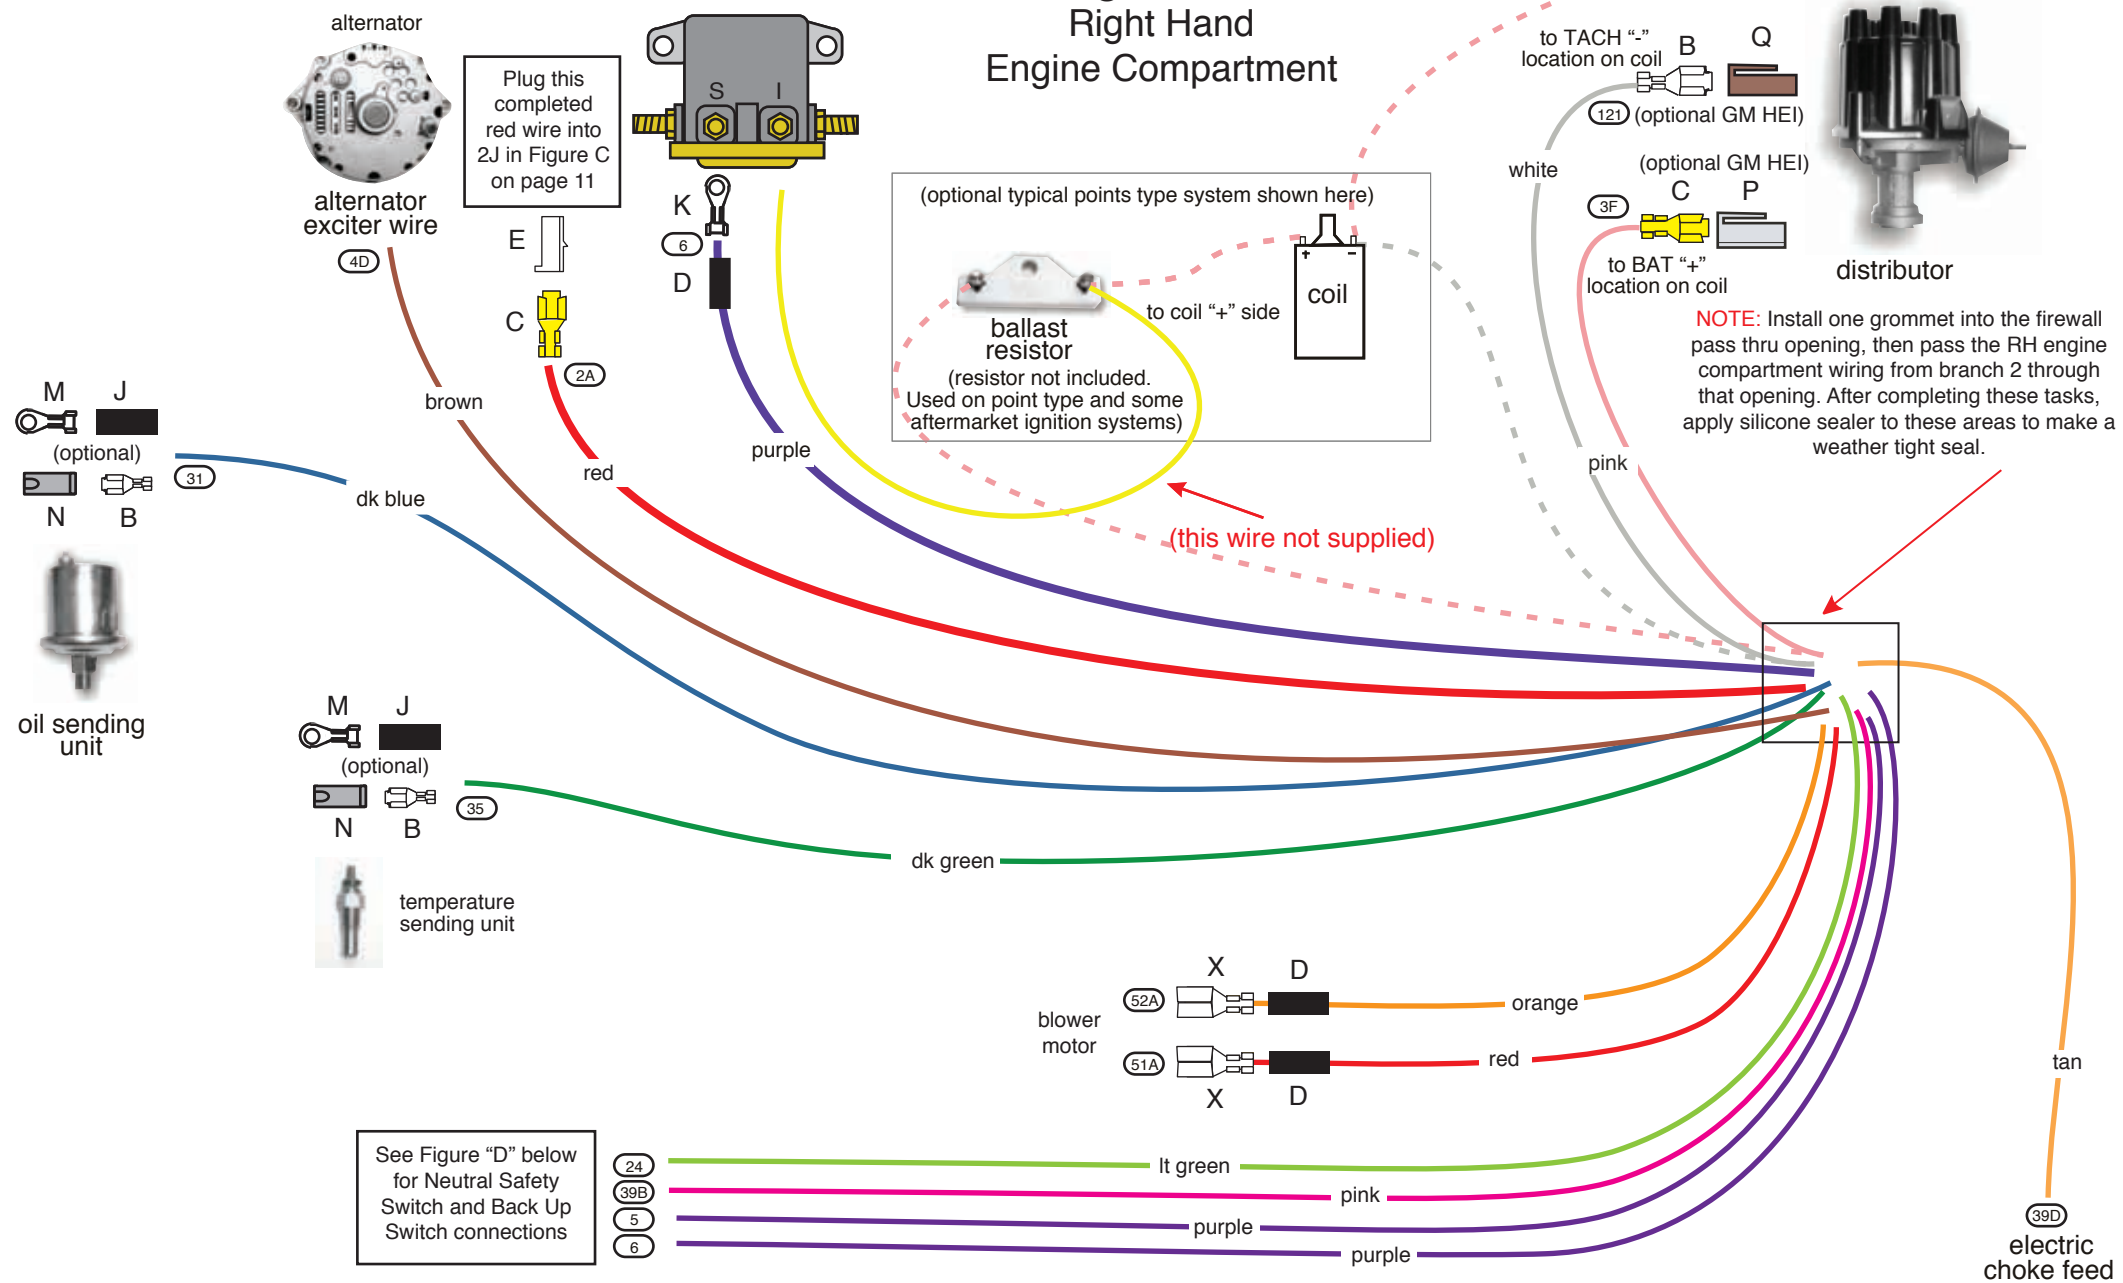 Right Hand
Engine Compartment
alternator
alternator
exciter wire
4D
Plug this
completed
red wire into
2J in Figure C
on page 11
E
C
2A
S I
K
6
D
(optional typical points type system shown here)
+ −
coil
to coil “+” side
ballast
resistor
(resistor not included.
Used on point type and some
aftermarket ignition systems)
(this wire not supplied)
to TACH “-”
location on coil
B Q
121
(optional GM HEI)
white
(optional GM HEI)
3F
C P
to BAT “+”
location on coil
distributor
NOTE: Install one grommet into the firewall
pass thru opening, then pass the RH engine
compartment wiring from branch 2 through
that opening. After completing these tasks,
apply silicone sealer to these areas to make a
weather tight seal.
pink
brown
red
purple
M J
(optional)
31
N B
dk blue
oil sending
unit
M J
(optional)
35
N B
dk green
temperature
sending unit
blower
motor
52A
X D
orange
51A
X D
red
tan
39D
electric
choke feed
See Figure “D” below
for Neutral Safety
Switch and Back Up
Switch connections
24
lt green
39B
pink
5
purple
6
purple